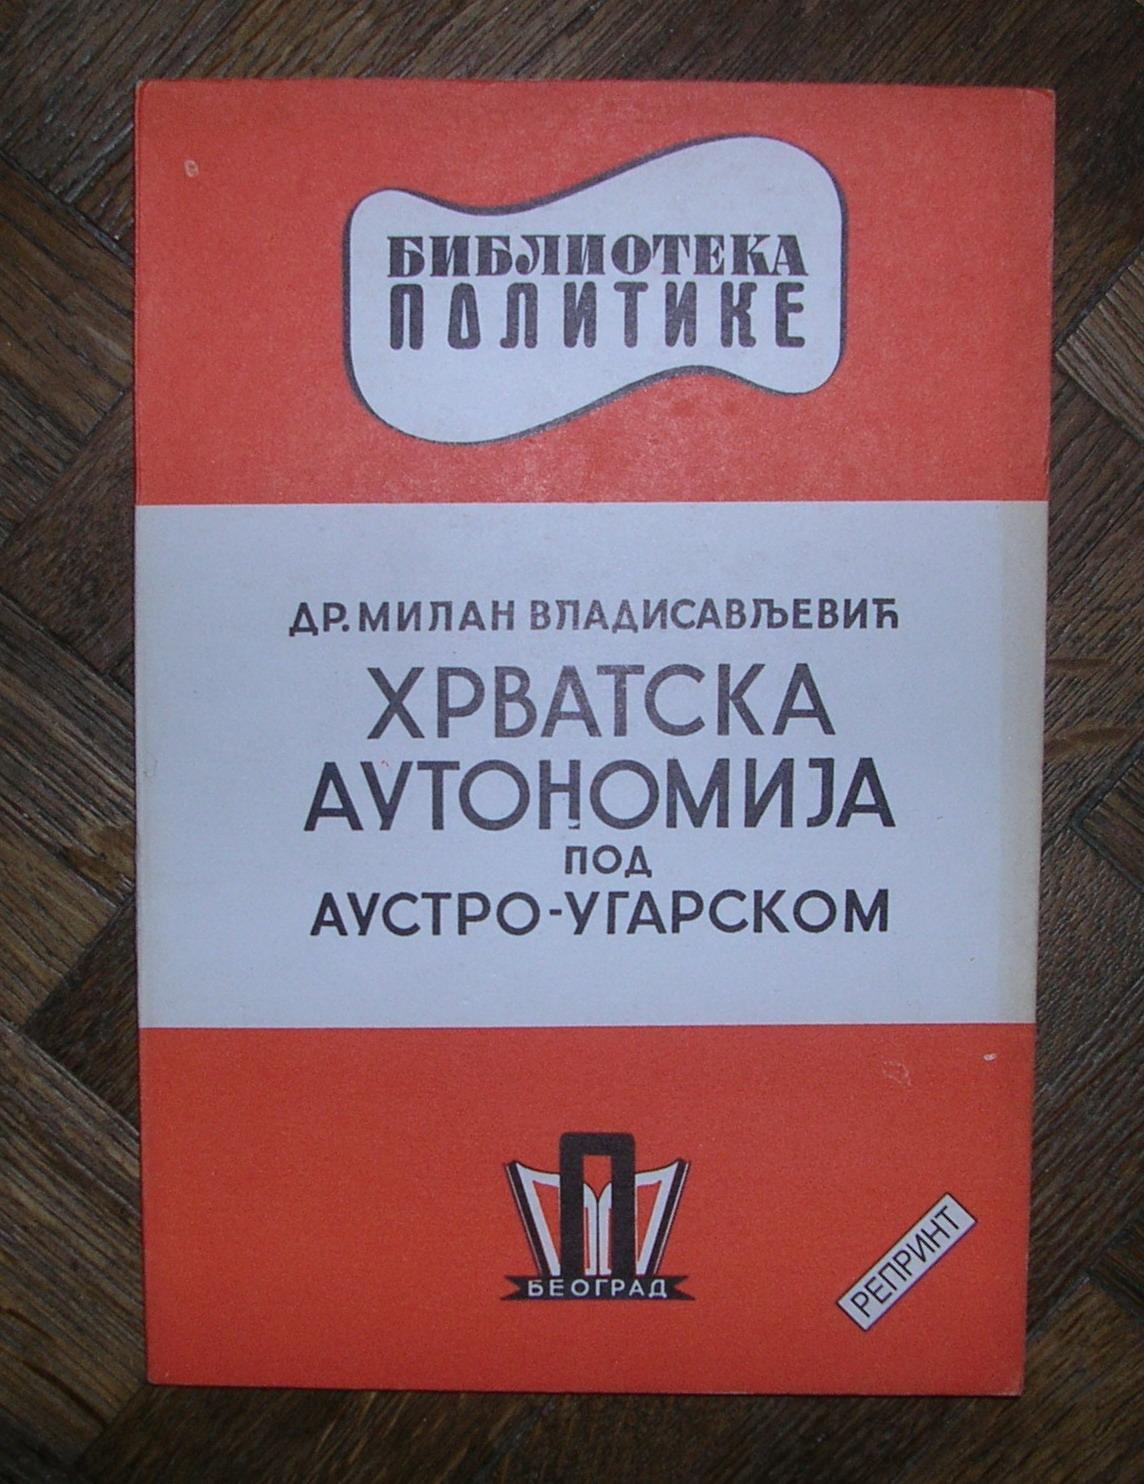 БИБЛИОТЕКА
ПОЛИТИКЕ
ДР. МИЛАН ВЛАДИСАВЉЕВИЋ
ХРВАТСКА
АУТОНОМИЈА
ПОД
АУСТРО-УГАРСКОМ
П
БЕОГРАД
РЕПРИНТ